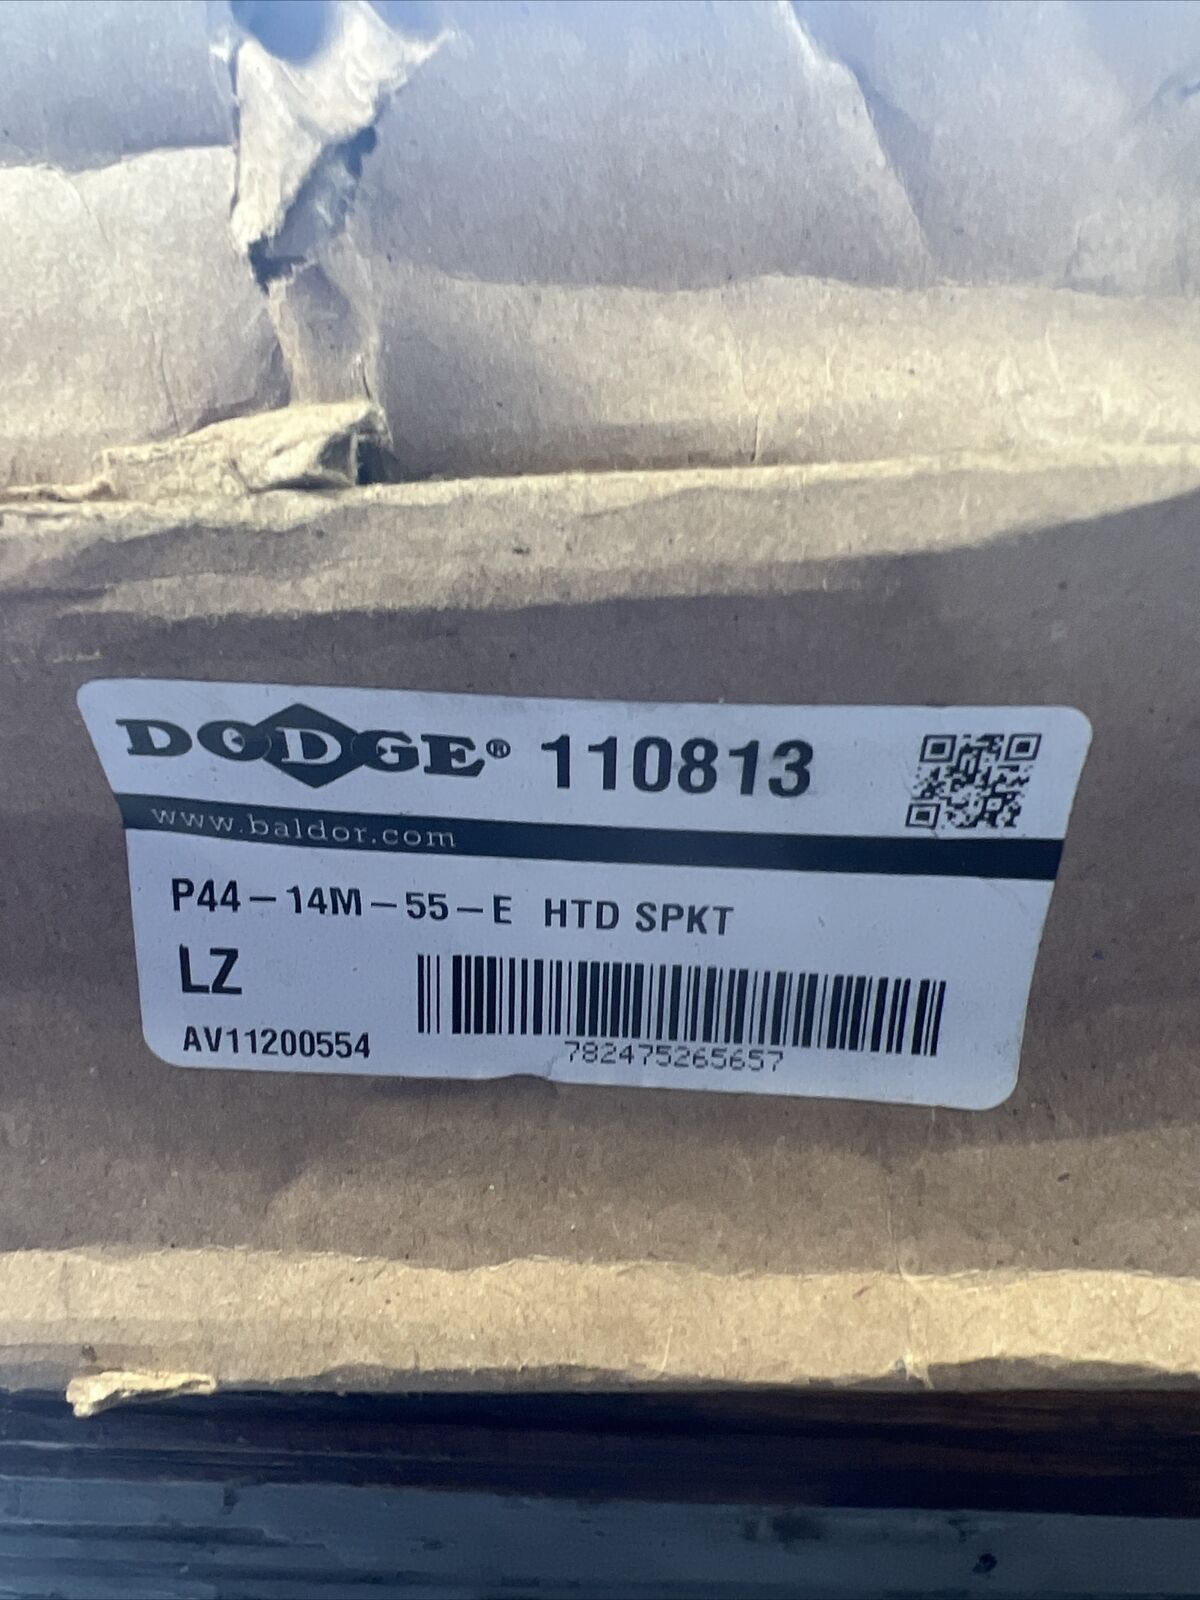 DODGE® 110813
www.baldor.com
P44-14M-55-E HTD SPKT
LZ
AV11200554
782475265657